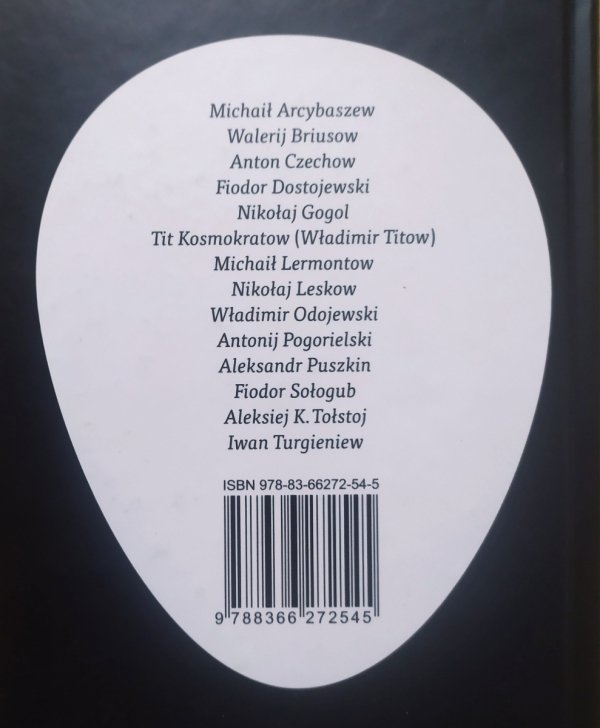 Michaił Arcybaszew
Walerij Briusow
Anton Czechow
Fiodor Dostojewski
Nikołaj Gogol
Tit Kosmokratow (Władimir Titow)
Michaił Lermontow
Nikołaj Leskow
Władimir Odojewski
Antonij Pogorielski
Aleksandr Puszkin
Fiodor Sołogub
Aleksiej K. Tołstoj
Iwan Turgieniew
ISBN 978-83-66272-54-5
9 788366 272545